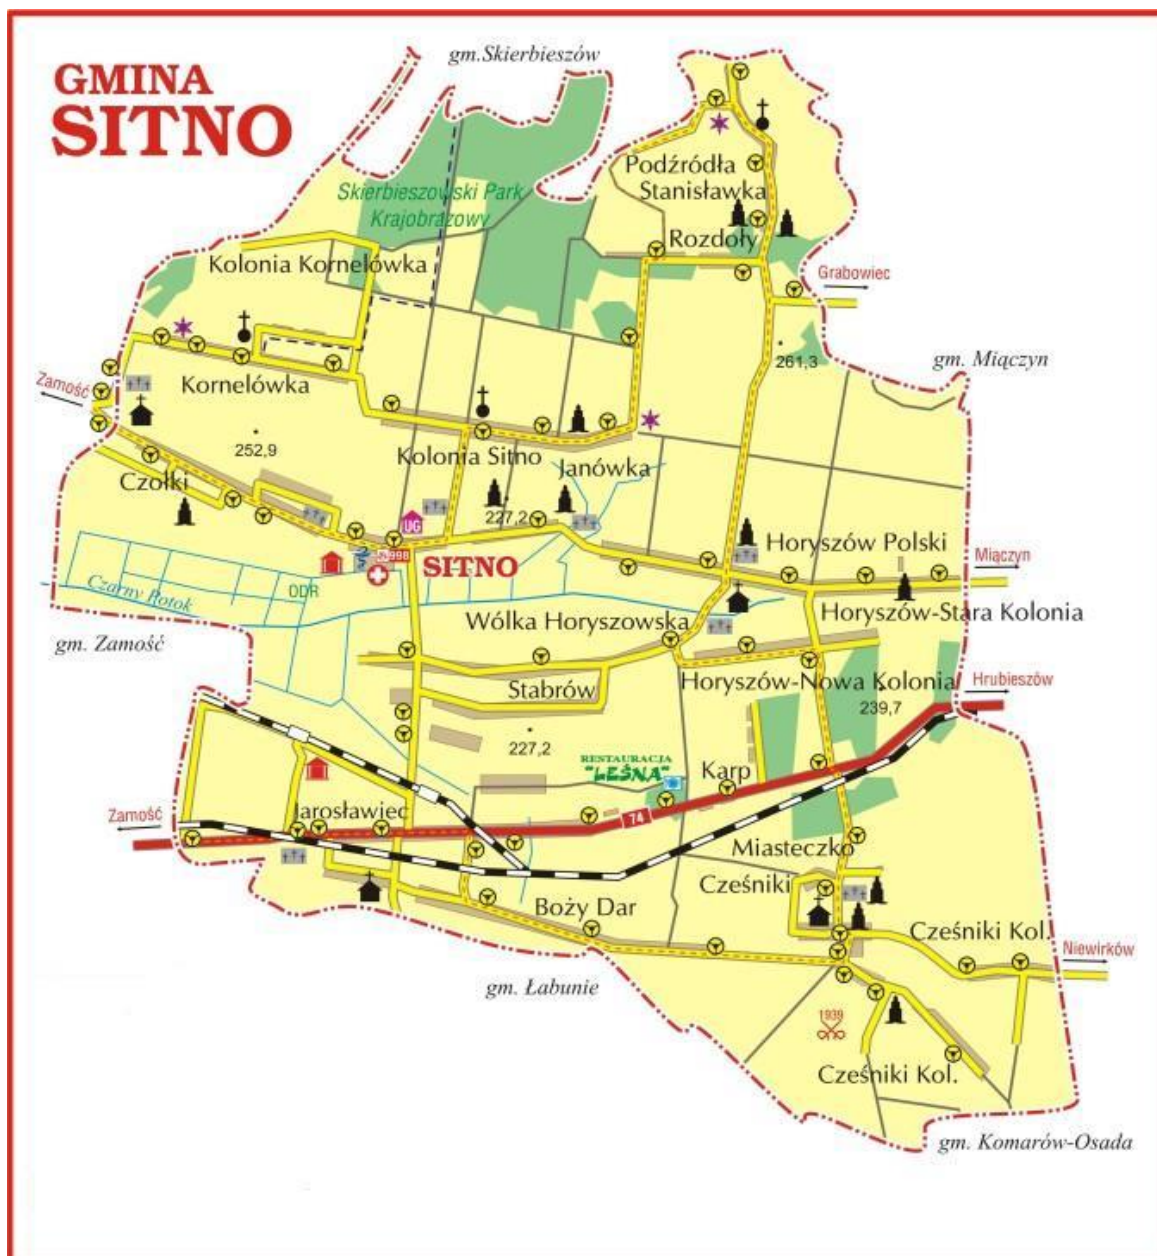 gm.Skierbieszów
GMINA
SITNO
Podźródła
Stanisławka
Skierbieszowski Park
Krajobrazowy
Rozdoły
Kolonia Kornelówka
Grabowiec
261,3
gm. Miączyn
Zamość
Kornelówka
252,9
Kolonia Sitno
Janówka
Czołki
227,2
UG
Horyszów Polski
998
SITNO
Miączyn
ODR
Czarny Potok
Wólka Horyszowska
Horyszów-Stara Kolonia
gm. Zamość
Stabrów
Horyszów-Nowa Kolonia
Hrubieszów
239,7
227,2
RESTAURACJA
"LEŚNA"
Karp
Jarosławiec
Zamość
74
Miasteczko
Cześniki
Boży Dar
Cześniki Kol.
Niewirków
gm. Łabunie
1939
Cześniki Kol.
gm. Komarów-Osada